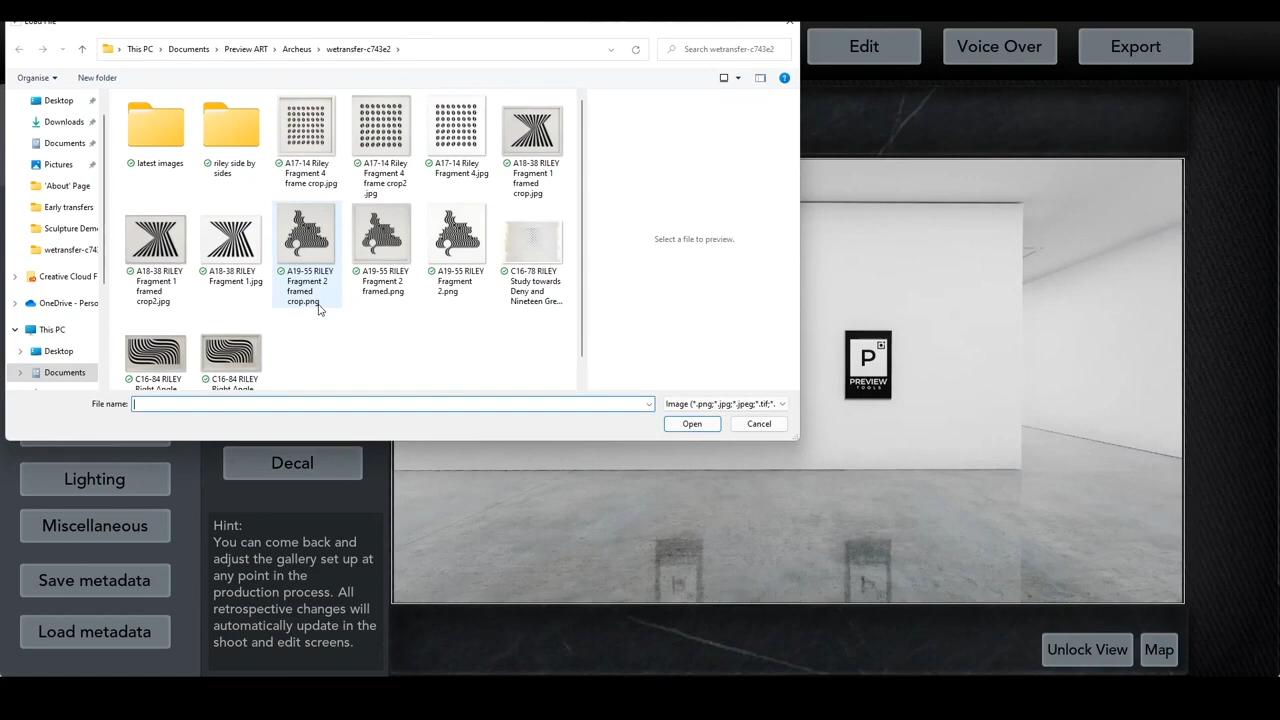 Load File
This PC > Documents > Preview ART > Archeus > wetransfer-c743e2 >
Search wetransfer-c743e2
Edit
Voice Over
Export
Organise
New folder
Desktop
Downloads
Documents
Pictures
'About' Page
Early transfers
Sculpture Demo
wetransfer-c743
Creative Cloud F
OneDrive - Perso
This PC
Desktop
Documents
latest images
riley side by
sides
A17-14 Riley
Fragment 4
frame crop.jpg
A17-14 Riley
Fragment 4
frame crop2
.jpg
A17-14 Riley
Fragment 4.jpg
A18-38 RILEY
Fragment 1
framed
crop.jpg
A18-38 RILEY
Fragment 1
framed
crop2.jpg
A18-38 RILEY
Fragment 1.jpg
A19-55 RILEY
Fragment 2
framed
crop.png
A19-55 RILEY
Fragment 2
framed.png
A19-55 RILEY
Fragment
2.png
C16-78 RILEY
Study towards
Deny and
Nineteen Gre...
C16-84 RILEY
Right Angle
C16-84 RILEY
Right Angle
Select a file to preview.
File name:
Image (*.png;*.jpg;*.jpeg;*.tif;*.
Open
Cancel
P
PREVIEW
TOOLS
Decal
Lighting
Miscellaneous
Save metadata
Load metadata
Hint:
You can come back and
adjust the gallery set up at
any point in the
production process. All
retrospective changes will
automatically update in the
shoot and edit screens.
Unlock View
Map